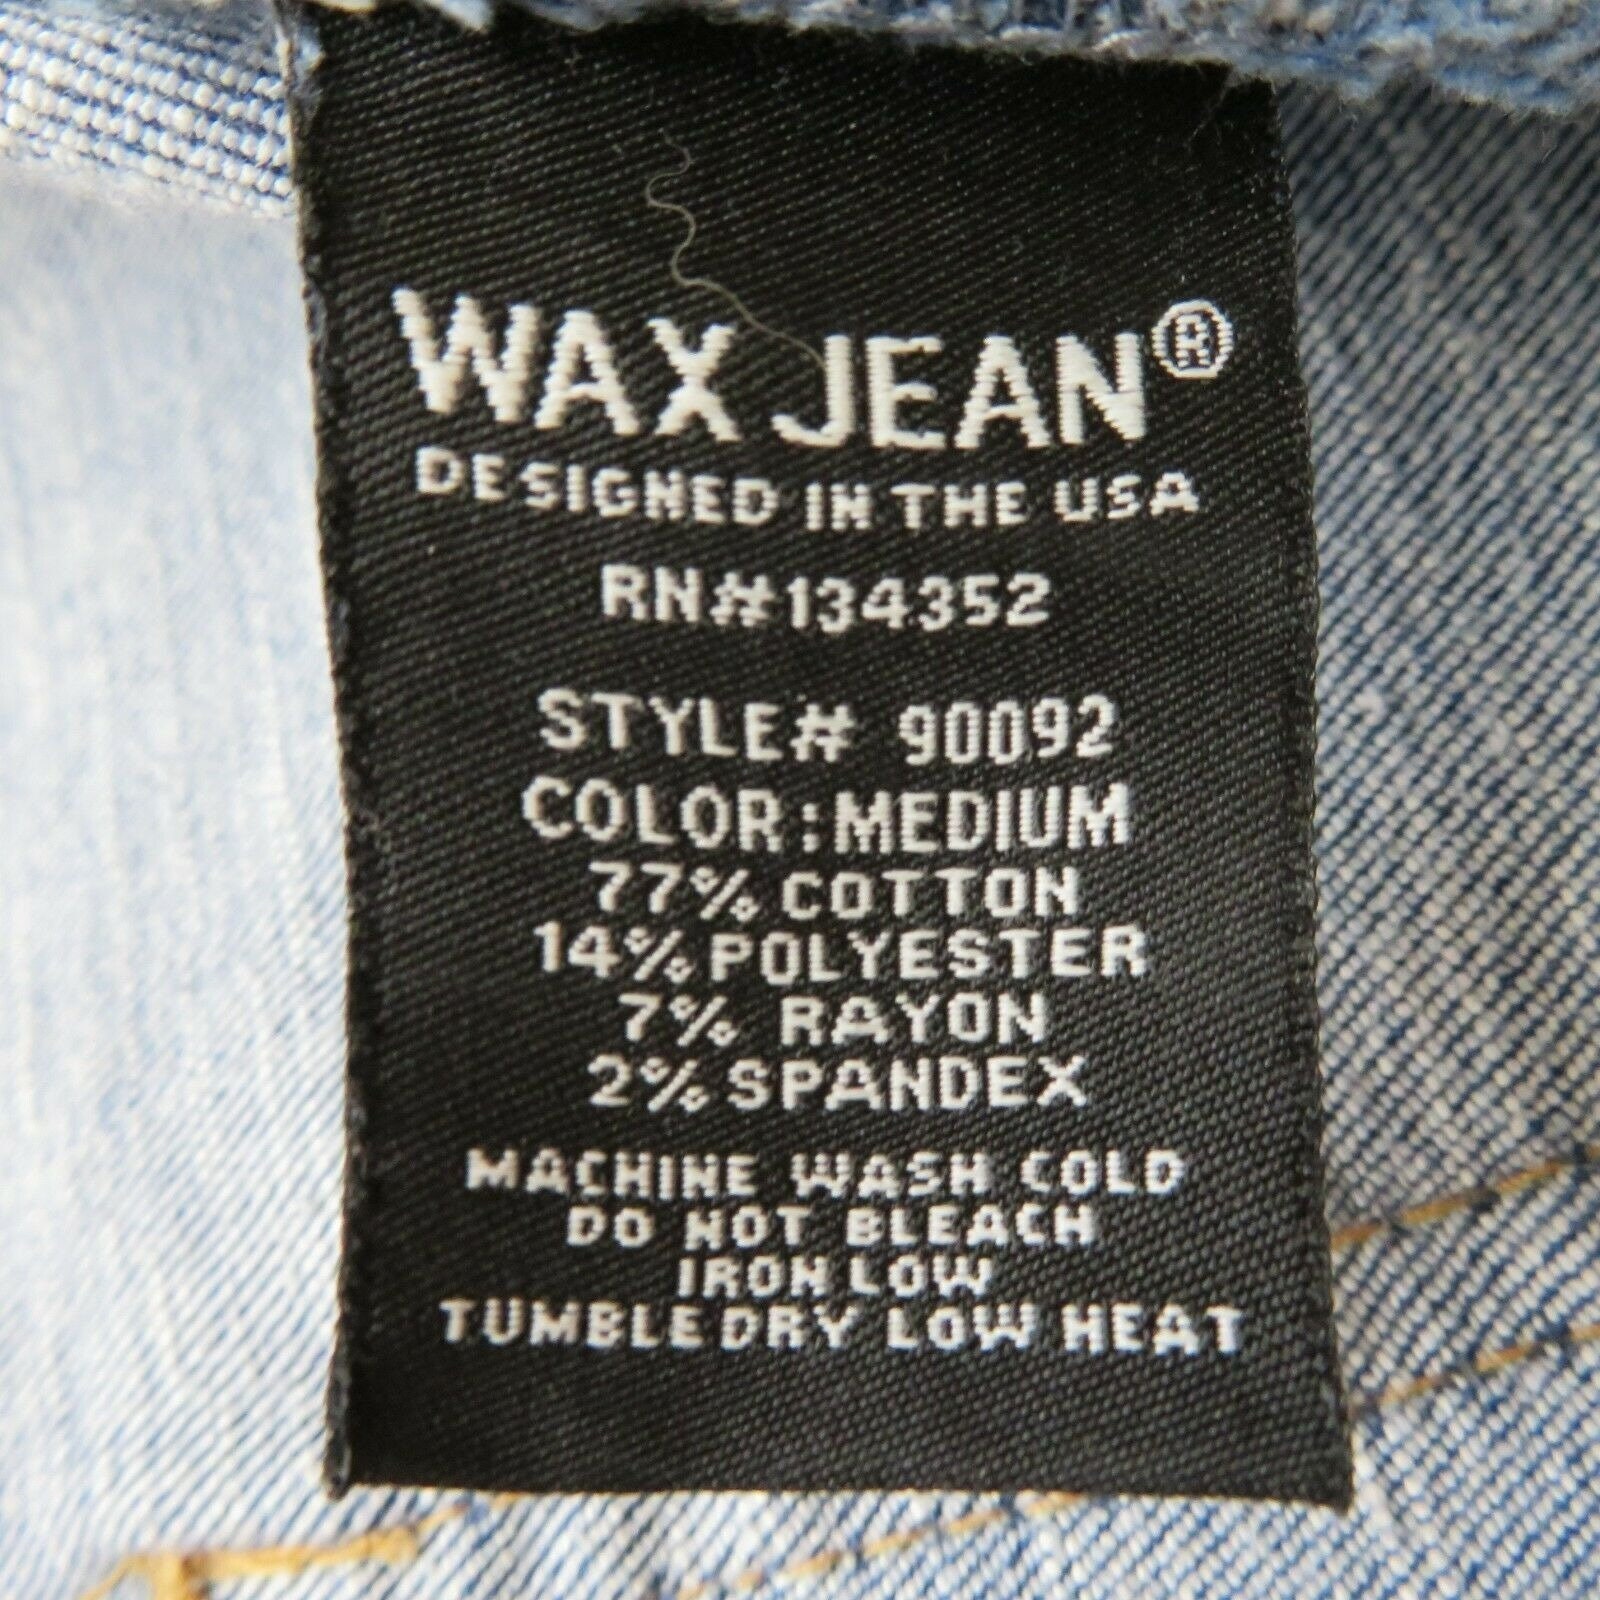 WAX JEAN®
DESIGNED IN THE USA
RN#134352
STYLE# 90092
COLOR:MEDIUM
77% COTTON
14% POLYESTER
7% RAYON
2% SPANDEX
MACHINE WASH COLD
DO NOT BLEACH
IRON LOW
TUMBLE DRY LOW HEAT